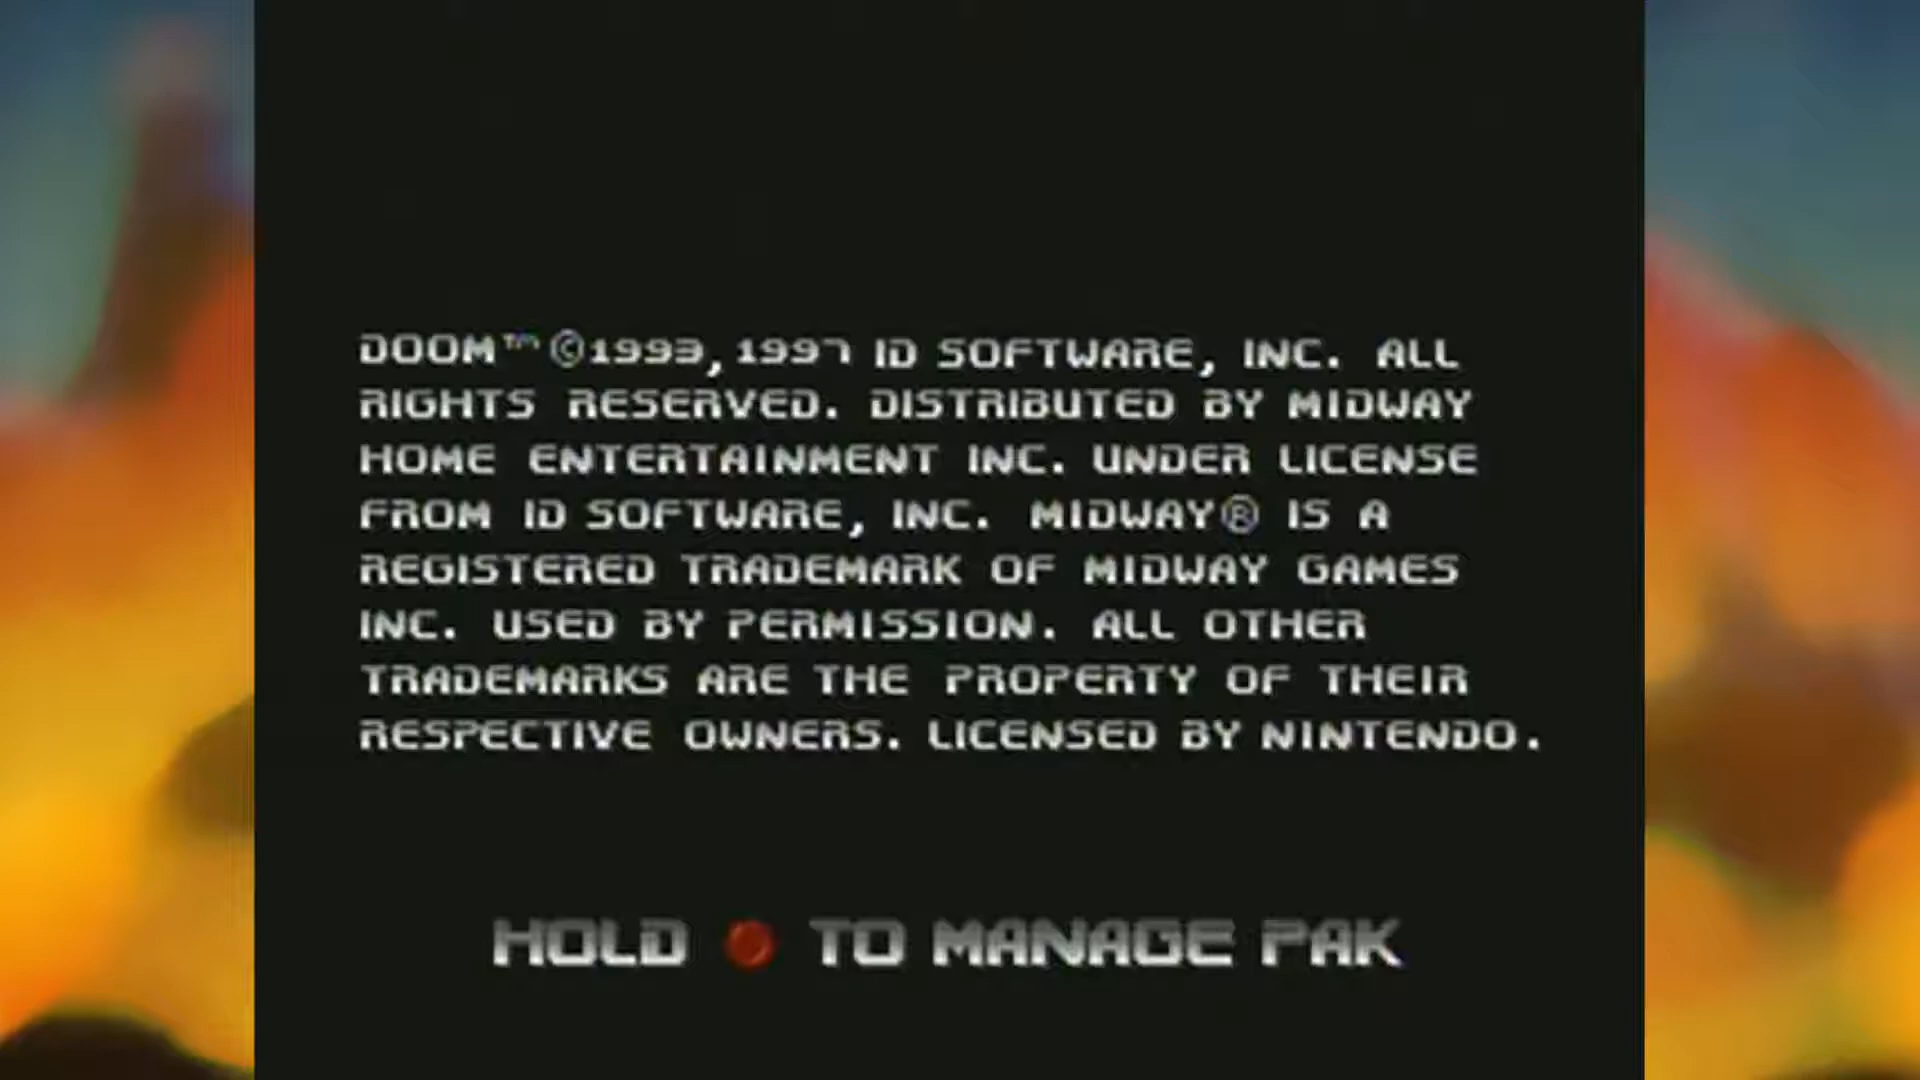 DOOM™ ©1993, 1997 ID SOFTWARE, INC. ALL
RIGHTS RESERVED. DISTRIBUTED BY MIDWAY
HOME ENTERTAINMENT INC. UNDER LICENSE
FROM ID SOFTWARE, INC. MIDWAY® IS A
REGISTERED TRADEMARK OF MIDWAY GAMES
INC. USED BY PERMISSION. ALL OTHER
TRADEMARKS ARE THE PROPERTY OF THEIR
RESPECTIVE OWNERS. LICENSED BY NINTENDO.
HOLD TO MANAGE PAK